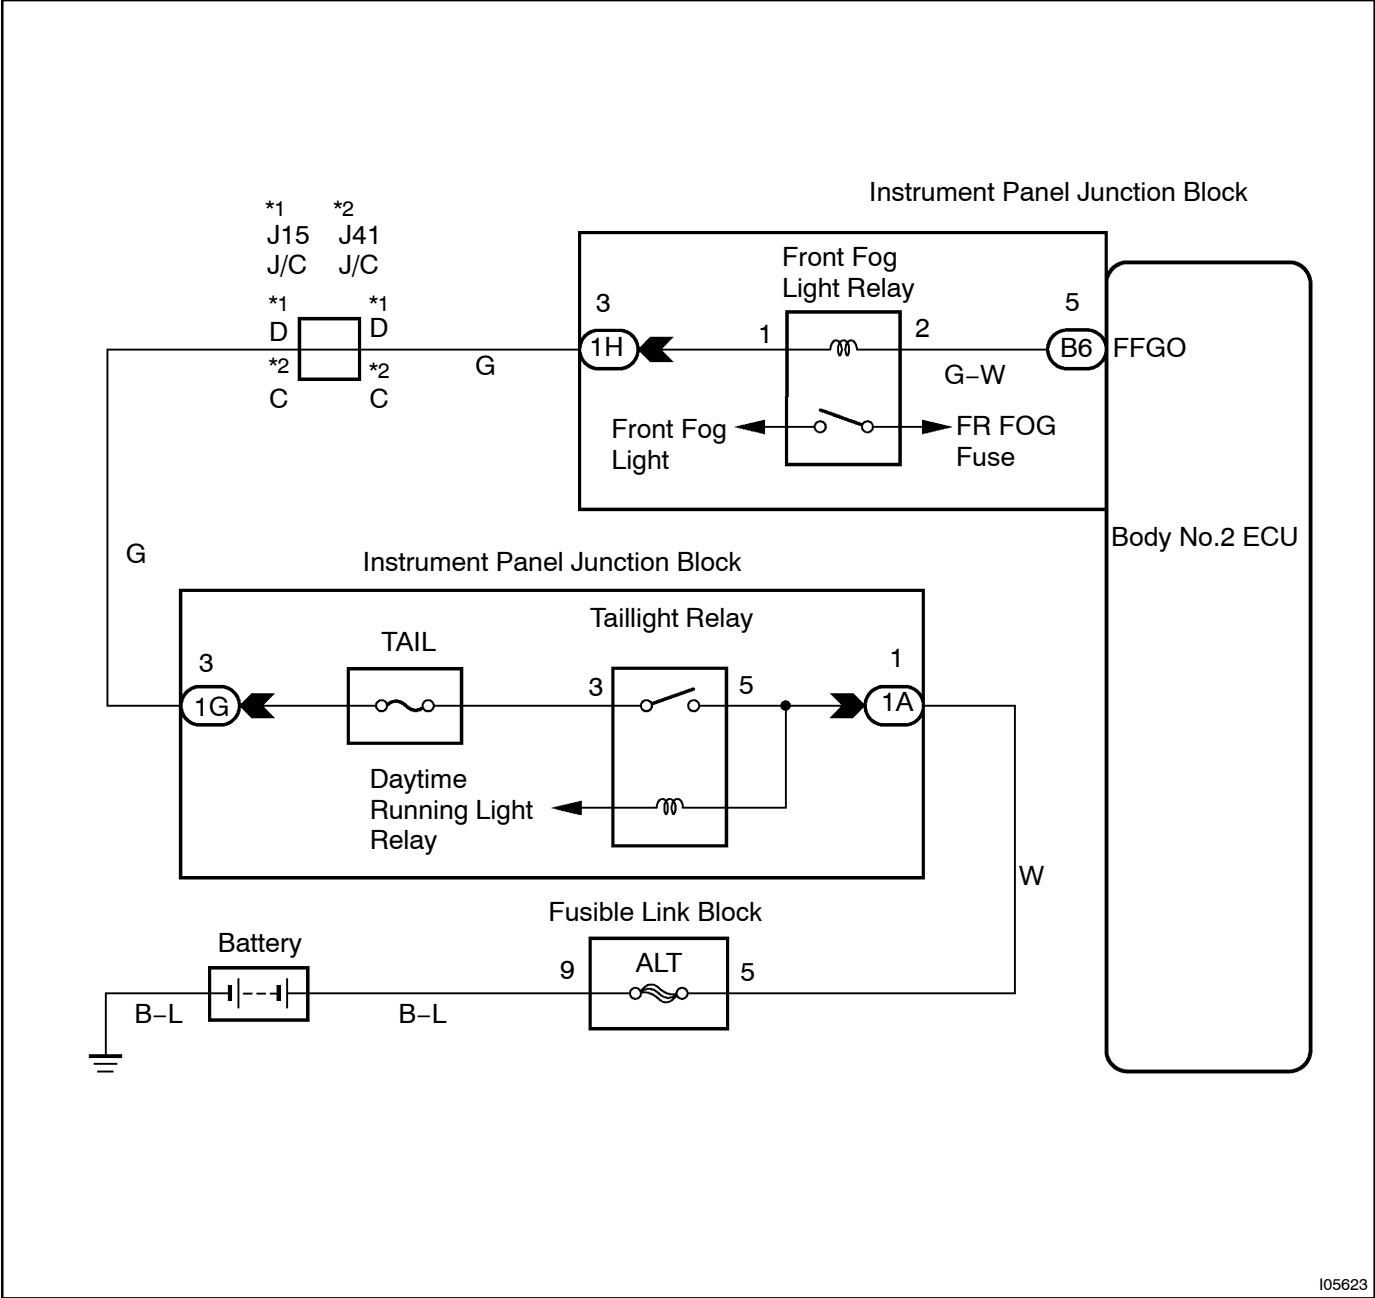 Instrument Panel Junction Block
*1 *2
J15 J41
J/C J/C
*1 *1
D D
*2 *2
C C
G
3
1H
Front Fog
Light Relay
1 2
5
B6
FFGO
G–W
Front Fog
Light
FR FOG
Fuse
Body No.2 ECU
G
Instrument Panel Junction Block
Taillight Relay
TAIL
3
1G
3 5
1
1A
Daytime
Running Light
Relay
W
Fusible Link Block
Battery
9 ALT 5
B–L B–L
I05623